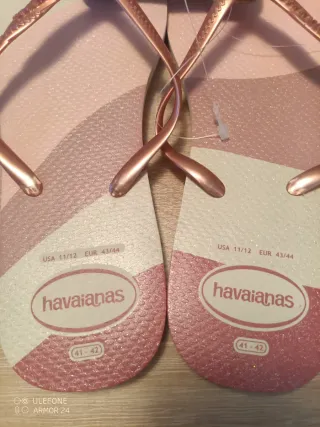 USA 11/12 EUR 43/44
havaianas
41 - 42
USA 11/12 EUR 43/44
havaianas
41 - 42
ULEFONE
ARMOR 24